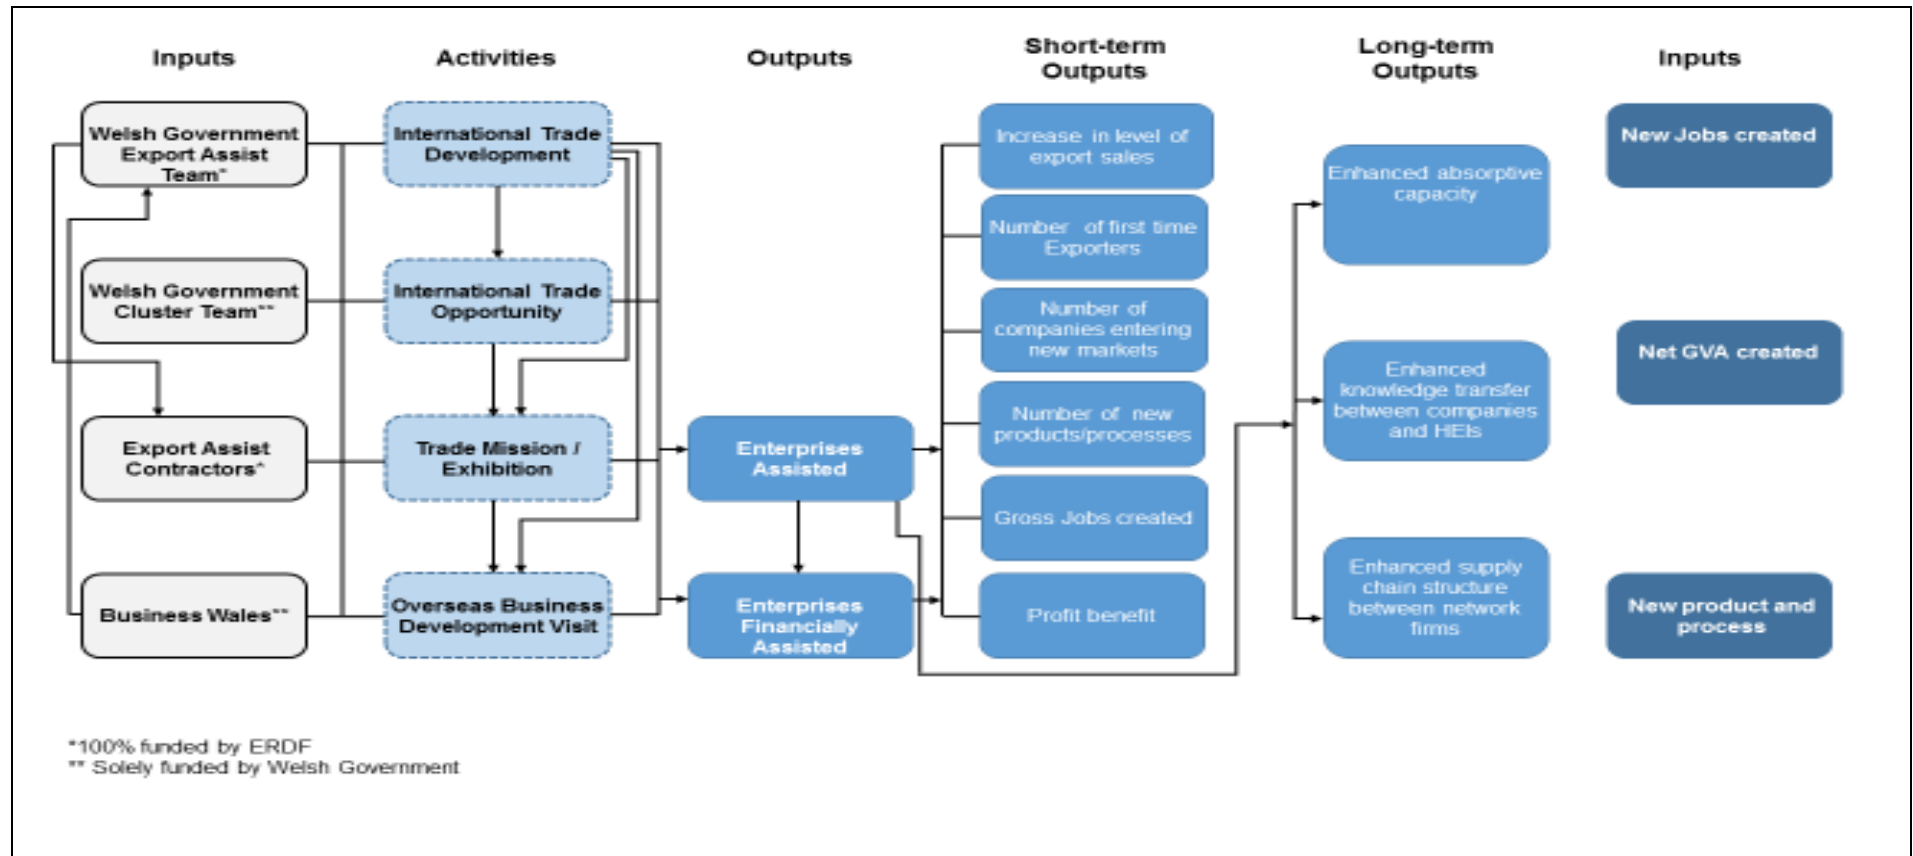 Inputs
Activities
Outputs
Short-term
Outputs
Long-term
Outputs
Inputs
Welsh Government
Export Assist
Team*
Welsh Government
Cluster Team**
Export Assist
Contractors*
Business Wales**
International Trade
Development
International Trade
Opportunity
Trade Mission /
Exhibition
Overseas Business
Development Visit
Enterprises
Assisted
Enterprises
Financially
Assisted
Increase in level of
export sales
Number of first time
Exporters
Number of
companies entering
new markets
Number of new
products/processes
Gross Jobs created
Profit benefit
Enhanced absorptive
capacity
Enhanced
knowledge transfer
between companies
and HEIs
Enhanced supply
chain structure
between network
firms
New Jobs created
Net GVA created
New product and
process
*100% funded by ERDF
** Solely funded by Welsh Government